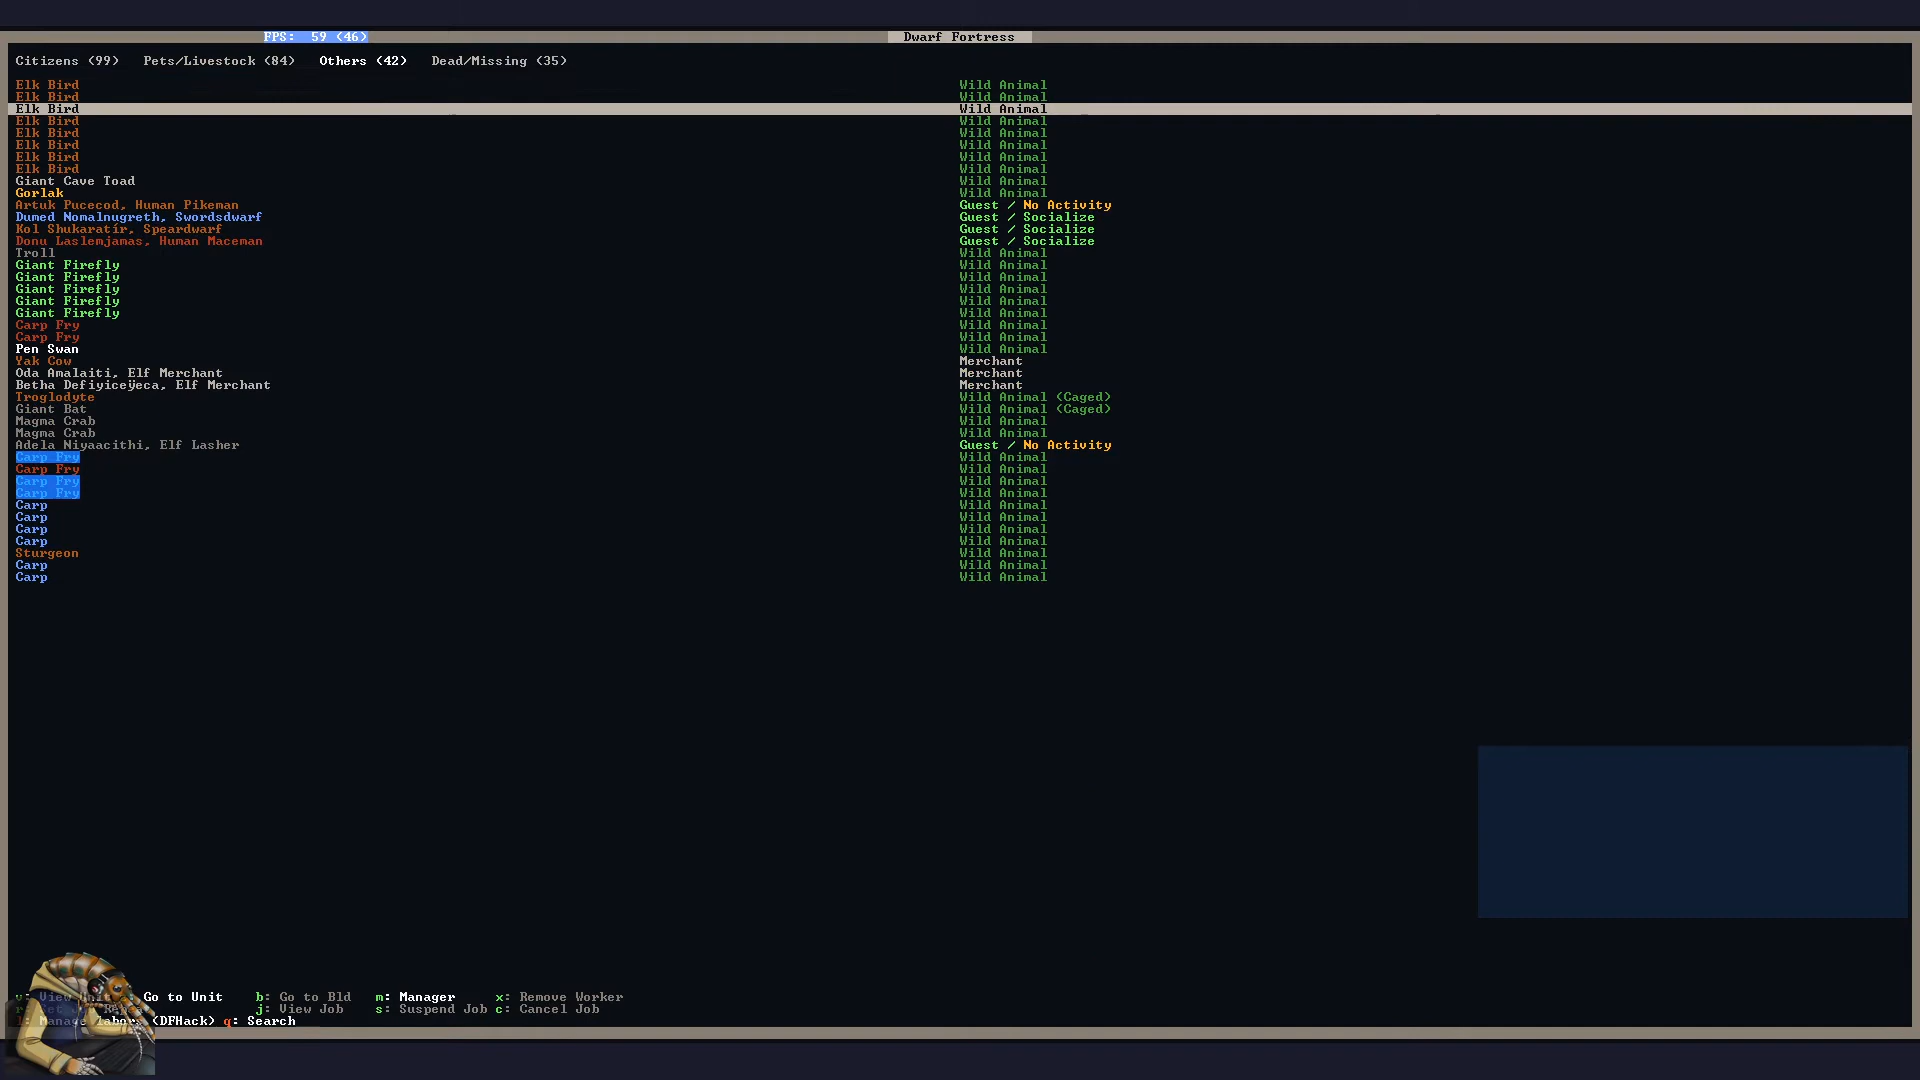 FPS: 59 (46) Dwarf Fortress
Citizens (99) Pets/Livestock (84) Others (42) Dead/Missing (35)
Elk Bird Wild Animal
Elk Bird Wild Animal
Elk Bird Wild Animal
Elk Bird Wild Animal
Elk Bird Wild Animal
Elk Bird Wild Animal
Elk Bird Wild Animal
Elk Bird Wild Animal
Giant Cave Toad Wild Animal
Gorlak Wild Animal
Artuk Pucecod, Human Pikeman Guest / No Activity
Dumed Nomalnugreth, Swordsdwarf Guest / Socialize
Kol Shukaratír, Speardwarf Guest / Socialize
Donu Laslemjamas, Human Maceman Guest / Socialize
Troll Wild Animal
Giant Firefly Wild Animal
Giant Firefly Wild Animal
Giant Firefly Wild Animal
Giant Firefly Wild Animal
Giant Firefly Wild Animal
Carp Fry Wild Animal
Carp Fry Wild Animal
Pen Swan Wild Animal
Yak Cow Merchant
Oda Amalaiti, Elf Merchant Merchant
Betha Defiyiceÿeca, Elf Merchant Merchant
Troglodyte Wild Animal (Caged)
Giant Bat Wild Animal (Caged)
Magma Crab Wild Animal
Magma Crab Wild Animal
Adela Niyaacithi, Elf Lasher Guest / No Activity
Carp Fry Wild Animal
Carp Fry Wild Animal
Carp Fry Wild Animal
Carp Fry Wild Animal
Carp Wild Animal
Carp Wild Animal
Carp Wild Animal
Carp Wild Animal
Sturgeon Wild Animal
Carp Wild Animal
Carp Wild Animal
v: View Go to Unit b: Go to Bld m: Manager x: Remove Worker
j: View Job s: Suspend Job c: Cancel Job
Manage labor (DFHack) q: Search